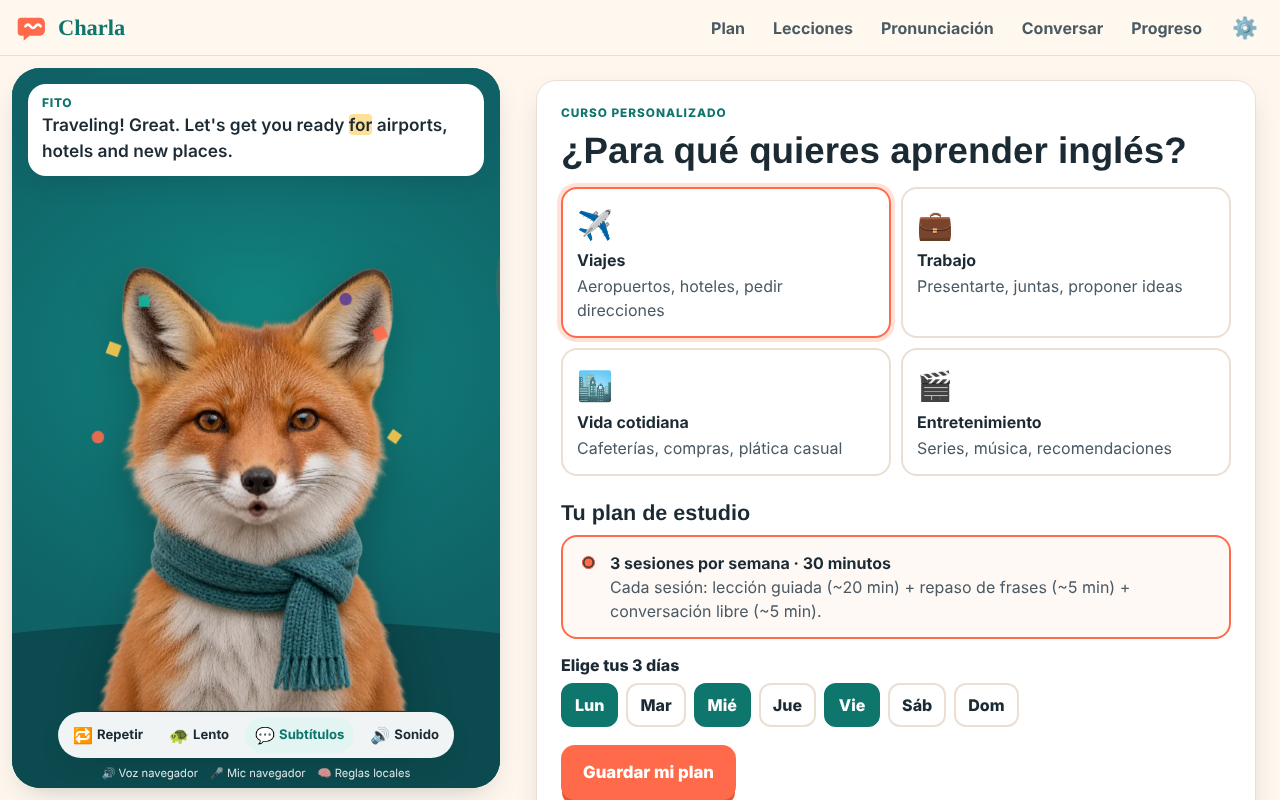 Charla
Plan
Lecciones
Pronunciación
Conversar
Progreso
FITO
Traveling! Great. Let's get you ready for airports,
hotels and new places.
Repetir
Lento
Subtítulos
Sonido
Voz navegador
Mic navegador
Reglas locales
CURSO PERSONALIZADO
¿Para qué quieres aprender inglés?
Viajes
Aeropuertos, hoteles, pedir
direcciones
Trabajo
Presentarte, juntas, proponer ideas
Vida cotidiana
Cafeterías, compras, plática casual
Entretenimiento
Series, música, recomendaciones
Tu plan de estudio
3 sesiones por semana · 30 minutos
Cada sesión: lección guiada (~20 min) + repaso de frases (~5 min) +
conversación libre (~5 min).
Elige tus 3 días
Lun
Mar
Mié
Jue
Vie
Sáb
Dom
Guardar mi plan